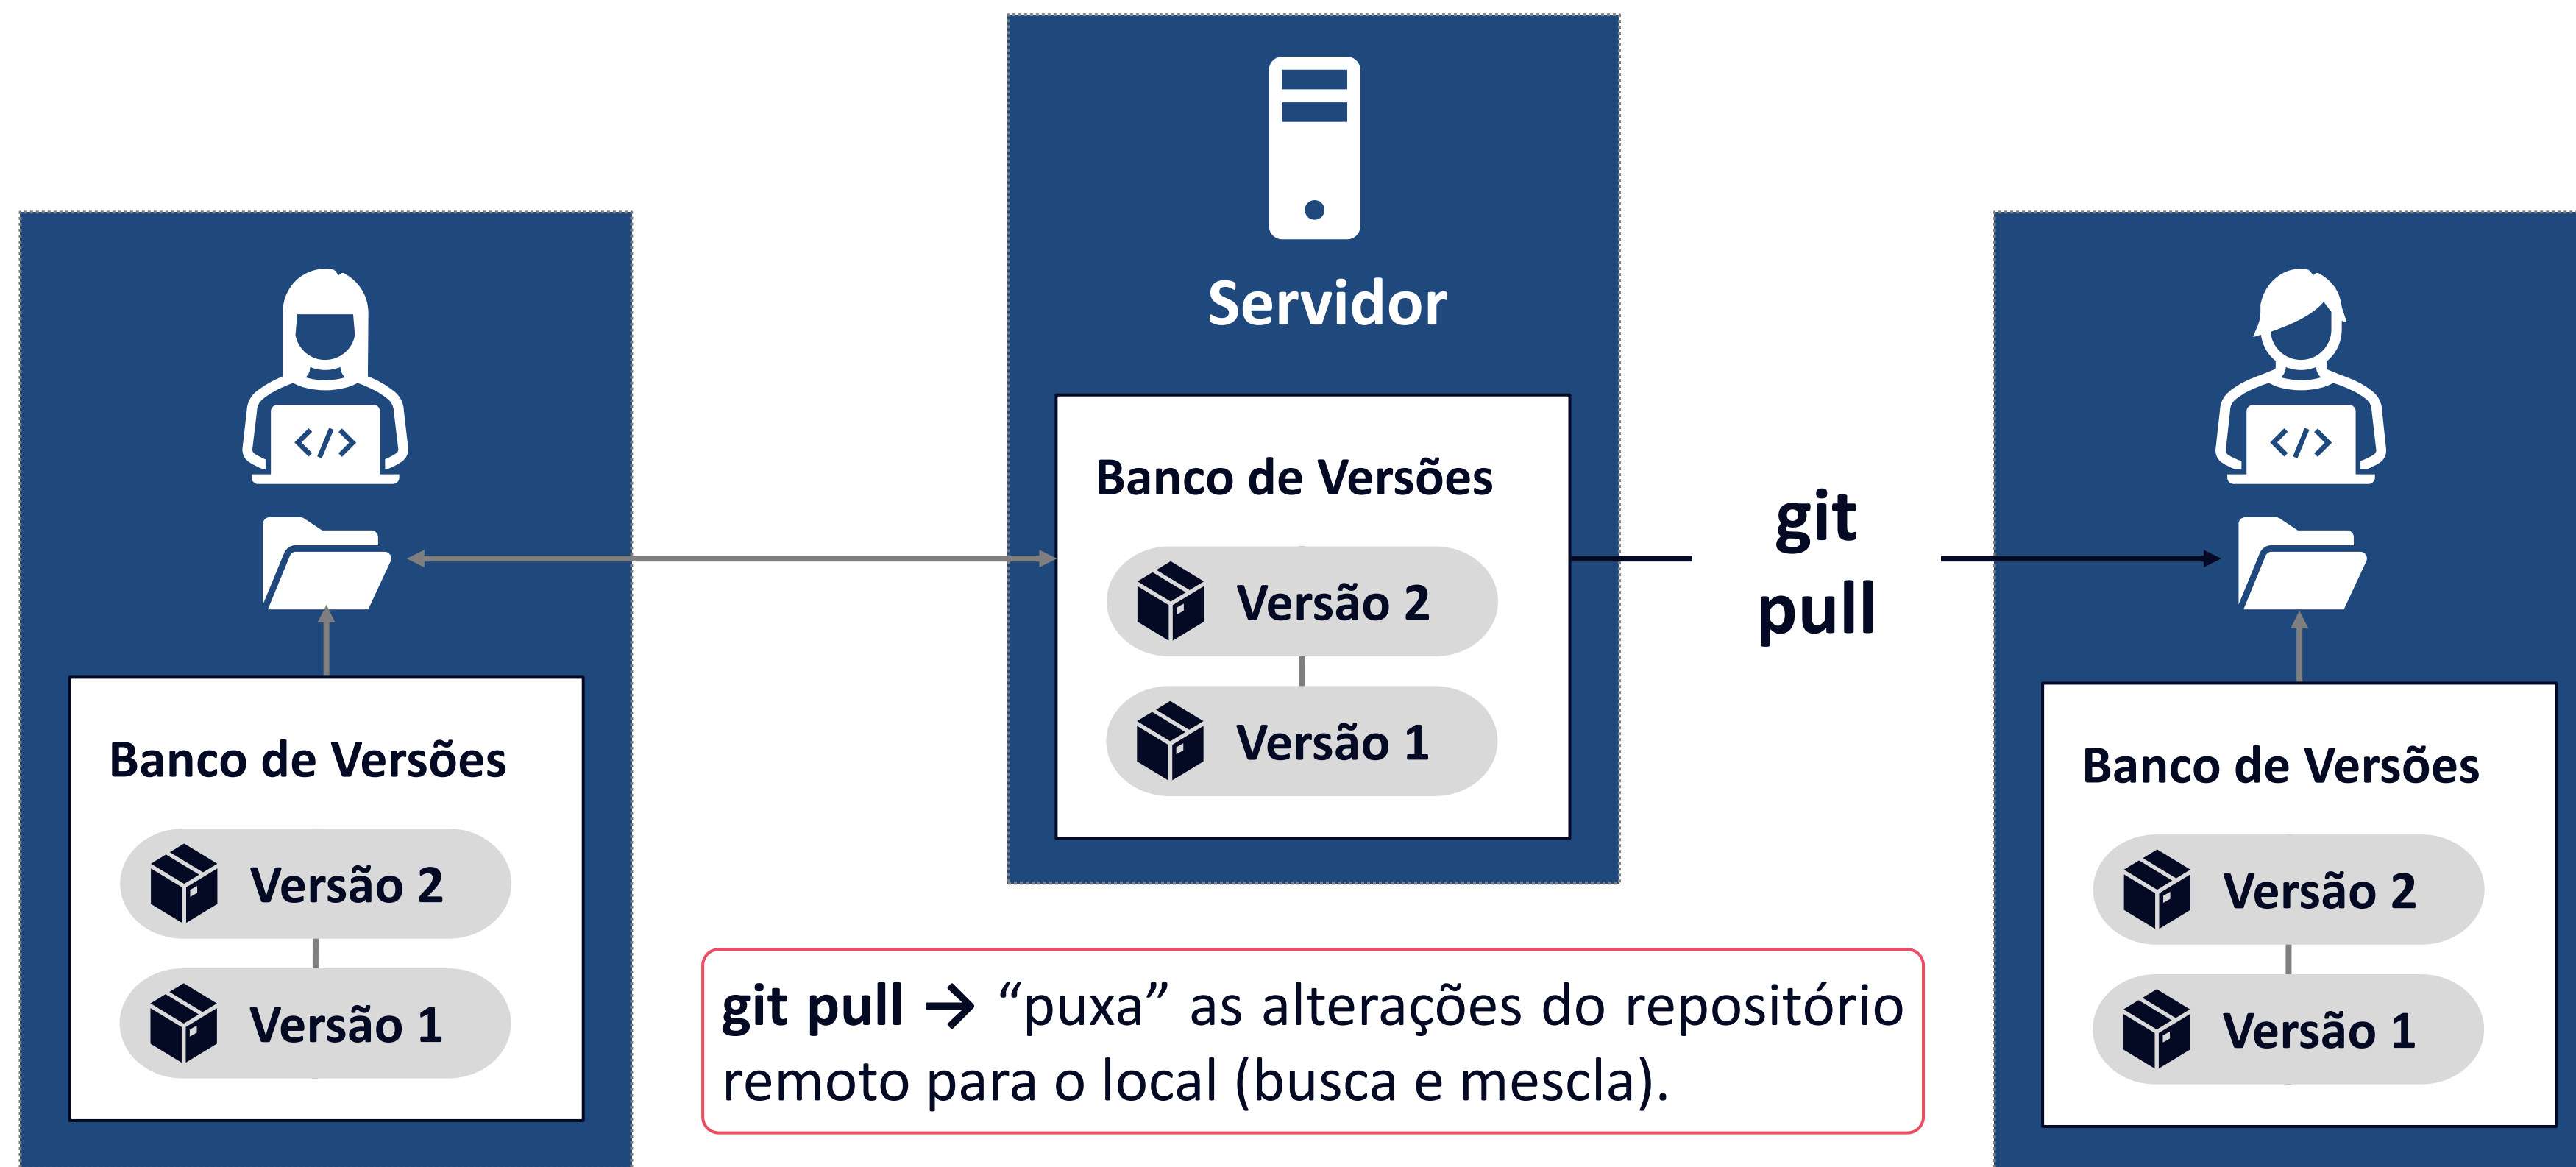 Servidor
Banco de Versões
Versão 2
Versão 1
git
pull
Banco de Versões
Versão 2
Versão 1
Banco de Versões
Versão 2
Versão 1
git pull → “puxa” as alterações do repositório
remoto para o local (busca e mescla).